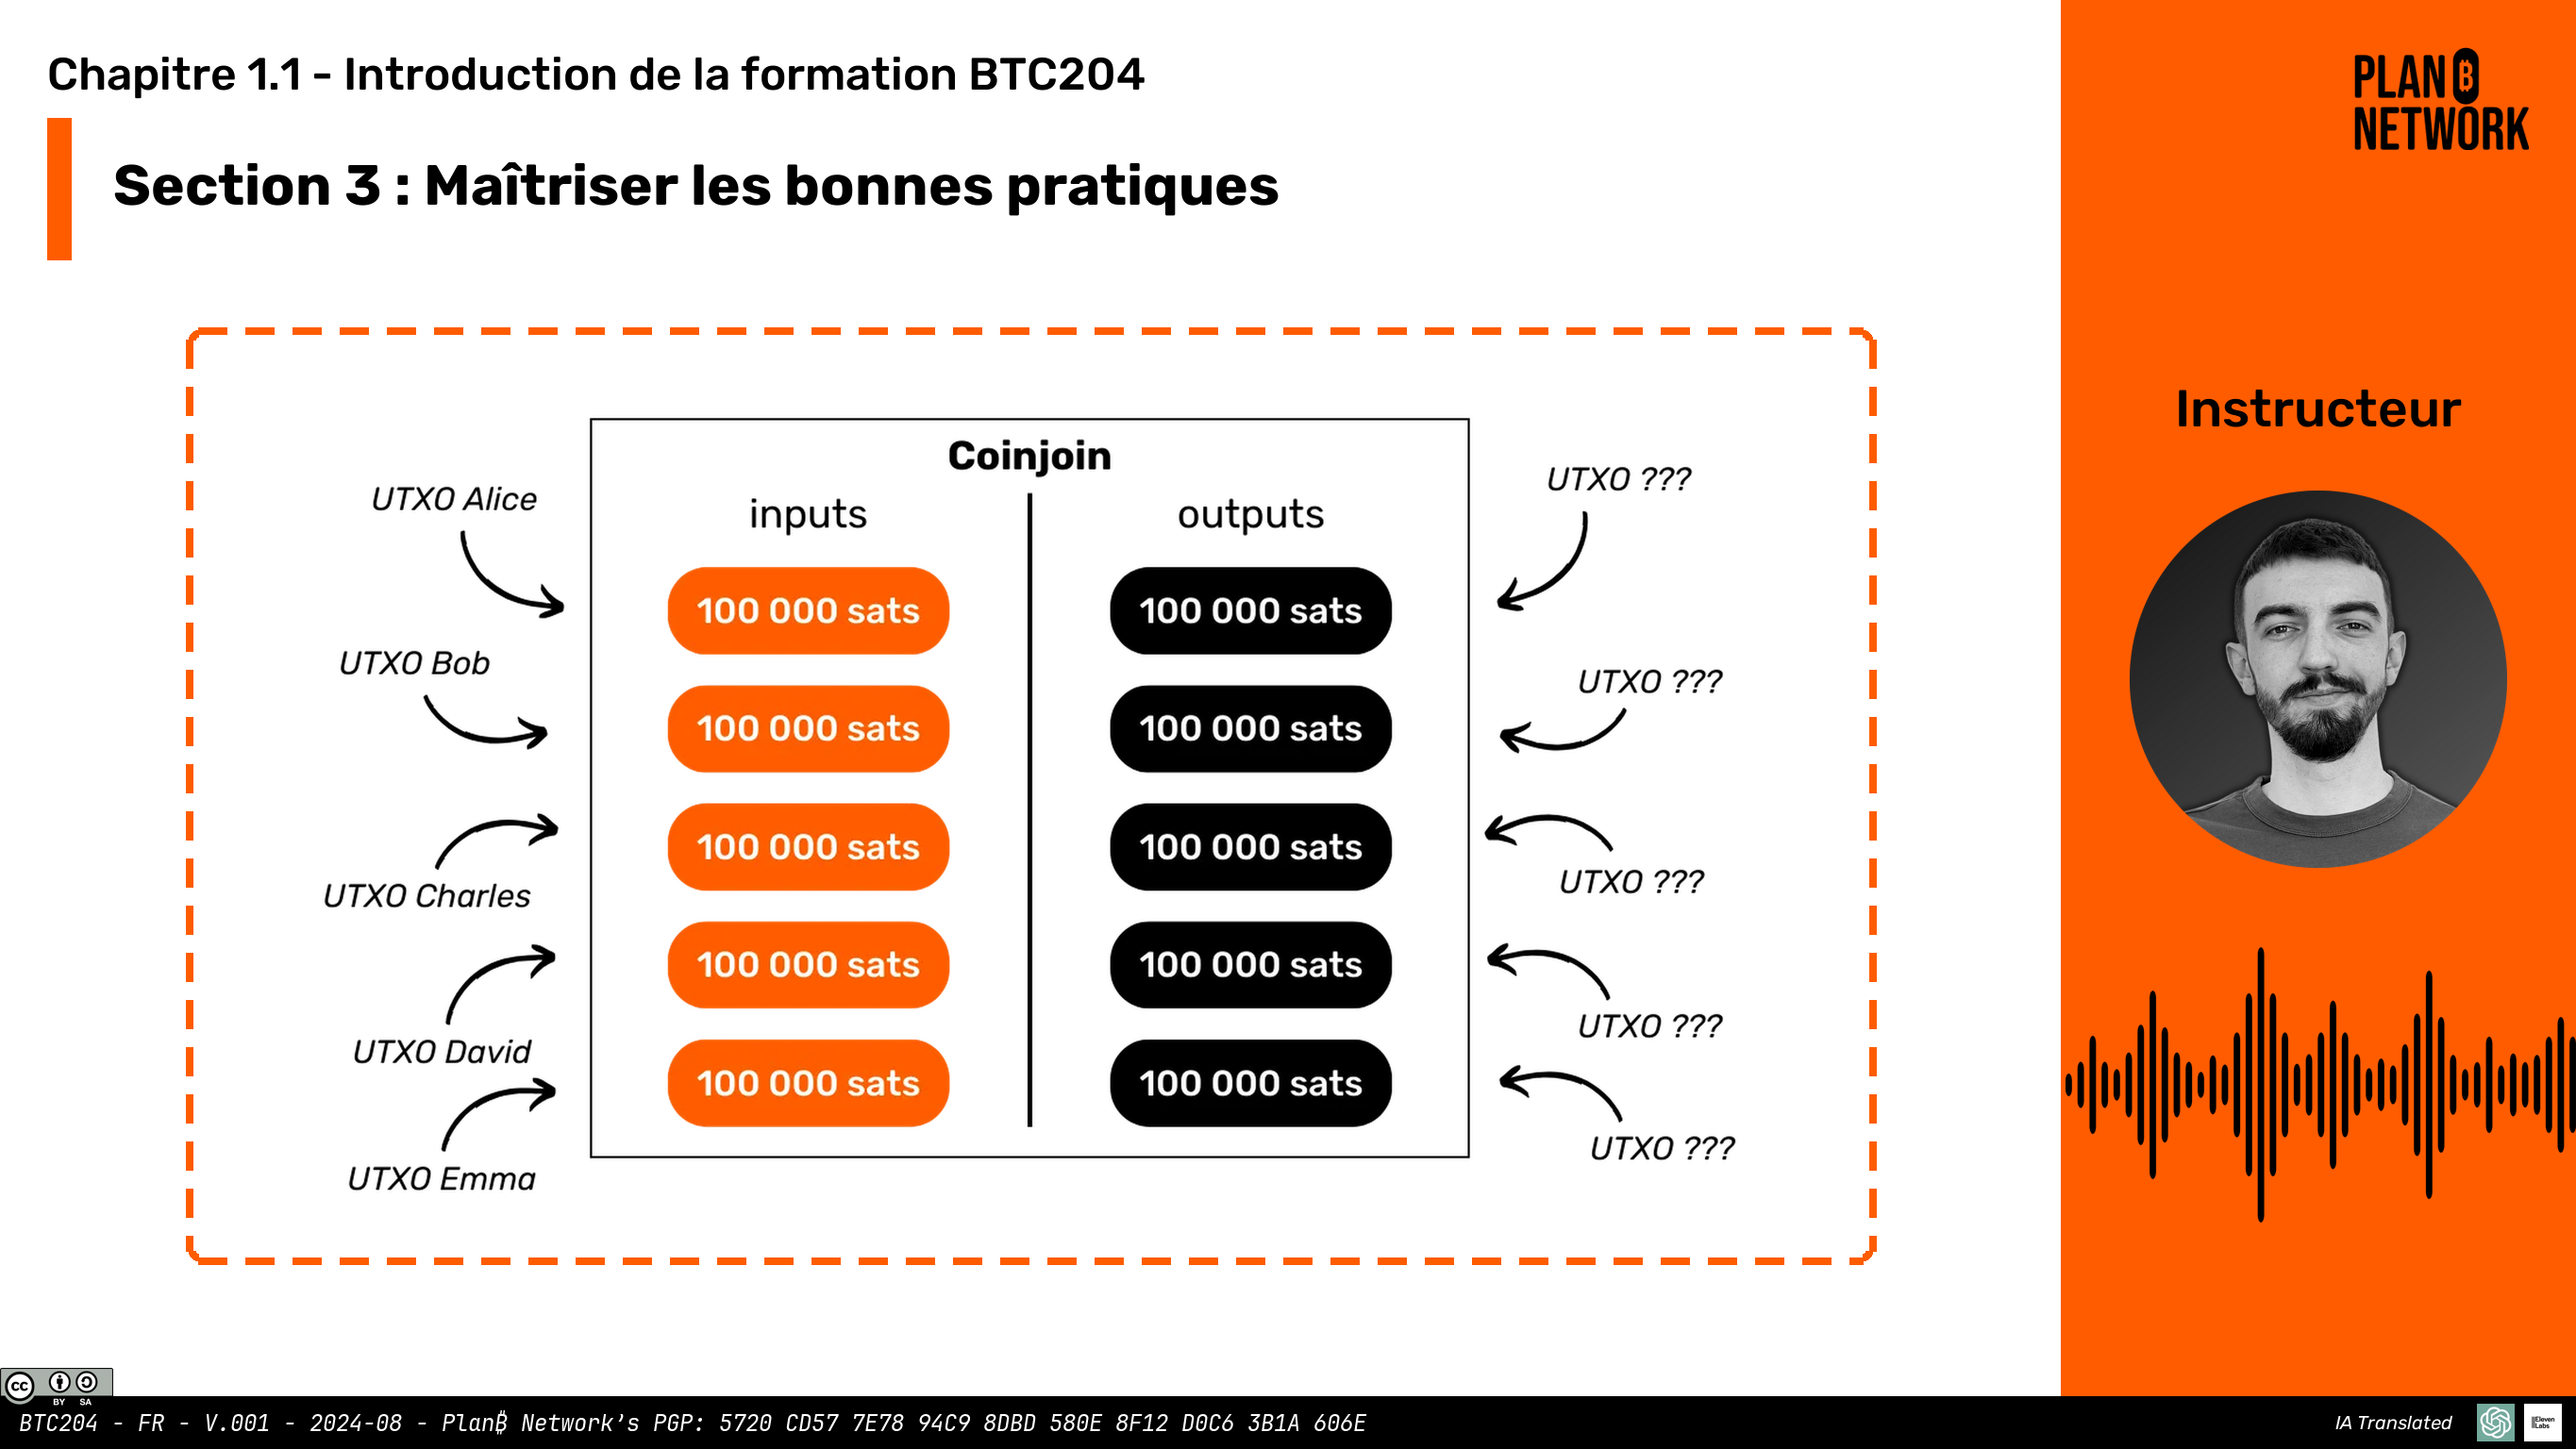 Chapitre 1.1 - Introduction de la formation BTC204
Section 3 : Maîtriser les bonnes pratiques
PLAN ₿
NETWORK
Instructeur
Coinjoin
inputs
outputs
UTXO Alice
UTXO Bob
UTXO Charles
UTXO David
UTXO Emma
100 000 sats
100 000 sats
100 000 sats
100 000 sats
100 000 sats
100 000 sats
100 000 sats
100 000 sats
100 000 sats
100 000 sats
UTXO ???
UTXO ???
UTXO ???
UTXO ???
UTXO ???
cc BY SA
BTC204 - FR - V.001 - 2024-08 - Plan₿ Network’s PGP: 5720 CD57 7E78 94C9 8DBD 580E 8F12 D0C6 3B1A 606E
IA Translated
ElevenLabs